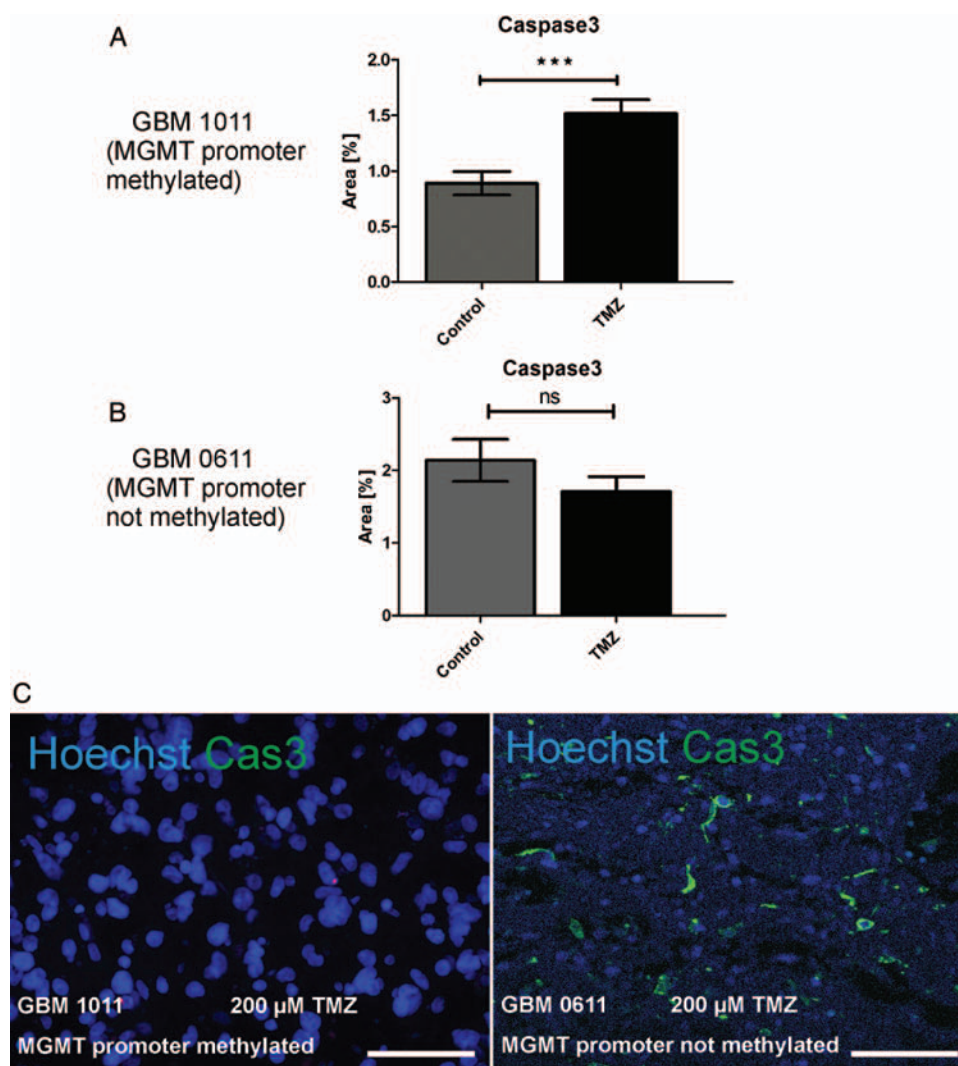 A
Caspase3
GBM 1011
(MGMT promoter
methylated)
Area [%]
2.0
1.5
1.0
0.5
0.0
***
Control
TMZ
B
Caspase3
GBM 0611
(MGMT promoter
not methylated)
Area [%]
3
2
1
0
ns
Control
TMZ
C
Hoechst Cas3
GBM 1011 200 µM TMZ
MGMT promoter methylated
Hoechst Cas3
GBM 0611 200 µM TMZ
MGMT promoter not methylated